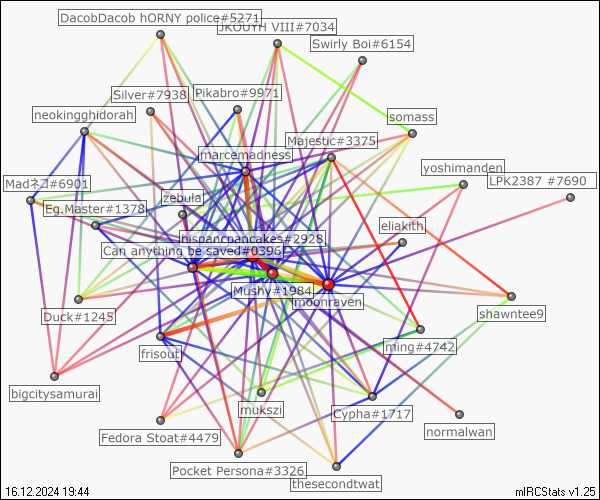 DacobDacob hORNY police#5271
JKOUYH VIII#7034
Swirly Boi#6154
Silver#7938
Pikabro#9971
neokingghidorah
somass
Majestic#3375
marcemadness
yoshimanden
LPK2387 #7690
Madネコ#6901
zebula
Eg.Master#1378
eliakith
hispanicpancakes#2928
Can anything be saved#0396
Mushy#1984
moonraven
Duck#1245
shawntee9
frisout
ming#4742
bigcitysamurai
mukszi
Cypha#1717
normalwan
Fedora Stoat#4479
Pocket Persona#3326
thesecondtwat
16.12.2024 19:44
mIRCStats v1.25